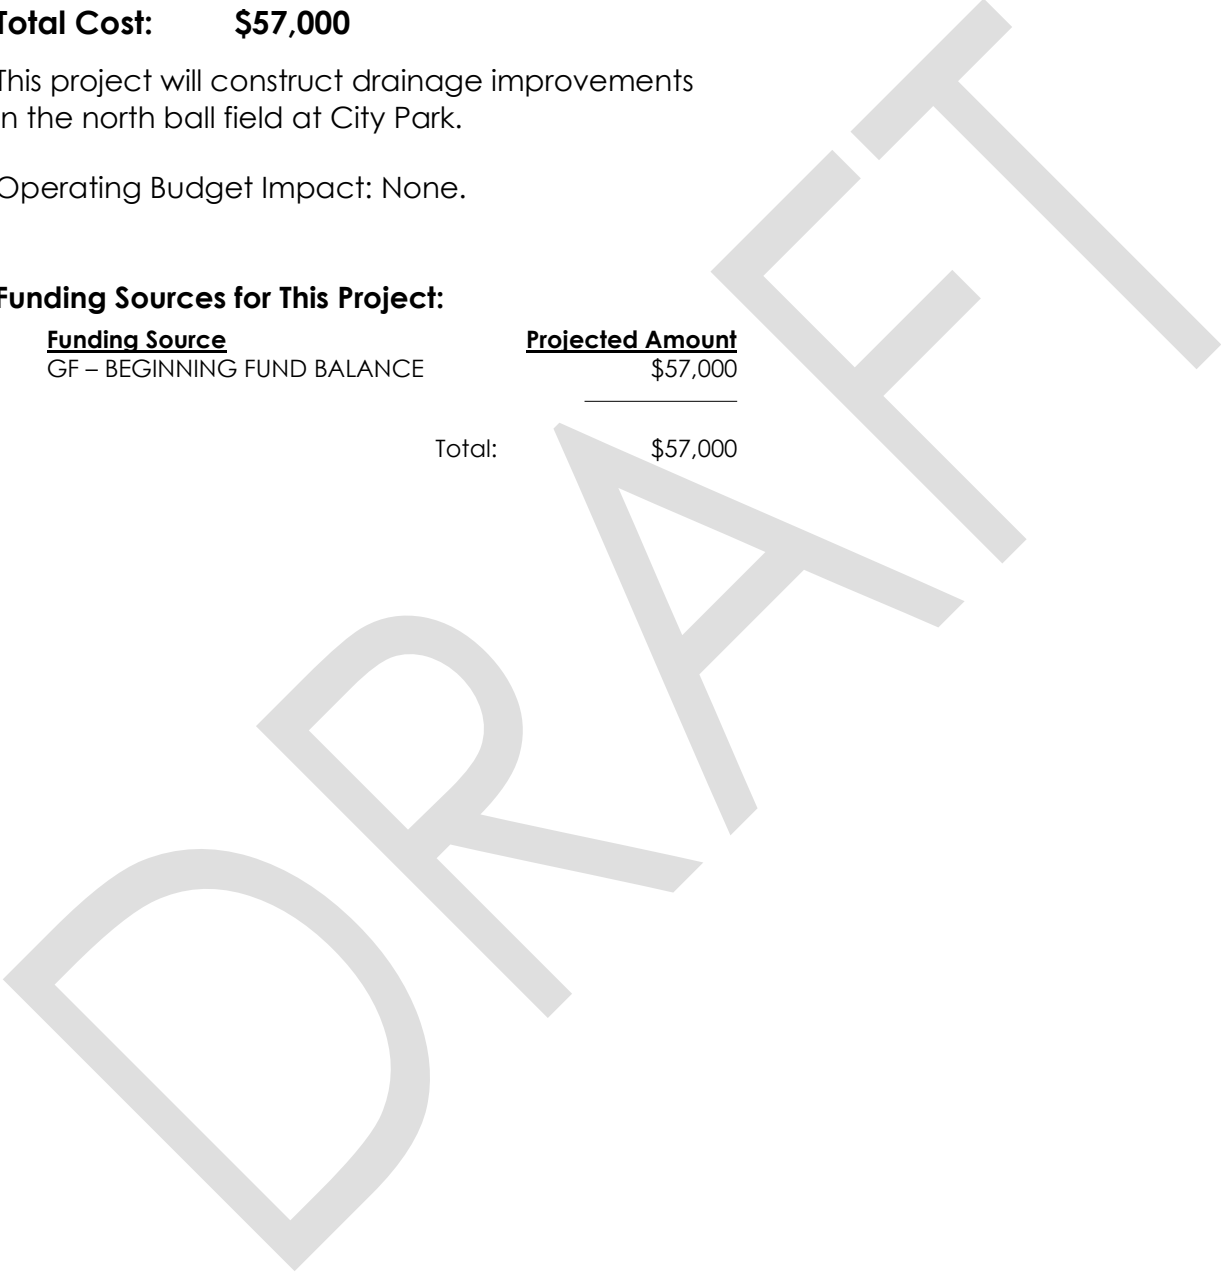 Total Cost: $57,000
This project will construct drainage improvements
in the north ball field at City Park.
Operating Budget Impact: None.
Funding Sources for This Project:
Funding Source Projected Amount
GF – BEGINNING FUND BALANCE $57,000
Total: $57,000
DRAFT